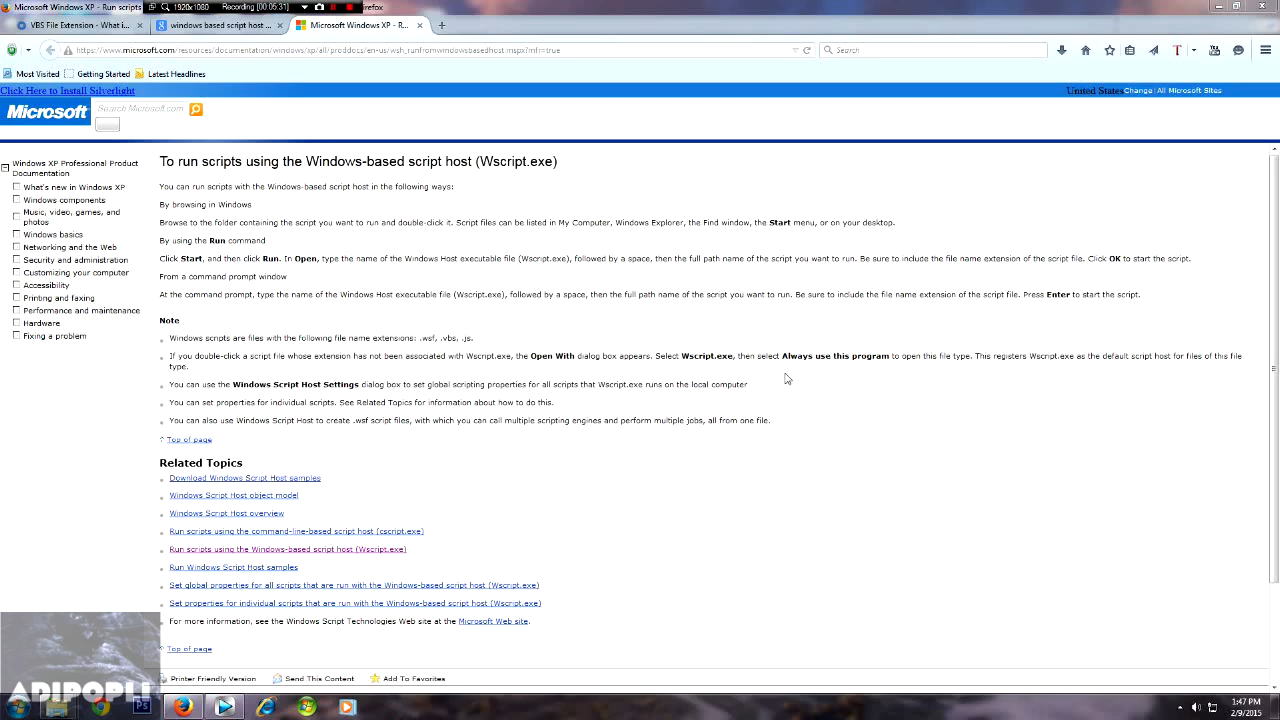 Microsoft Windows XP - Run scripts
1920x1080
Recording [00:05:31]
irefox
VBS File Extension - What i...
windows based script host ...
Microsoft Windows XP - R...
https://www.microsoft.com/resources/documentation/windows/xp/all/proddocs/en-us/wsh_runfromwindowsbasedhost.mspx?mfr=true
Search
Most Visited
Getting Started
Latest Headlines
Click Here to Install Silverlight
United States Change | All Microsoft Sites
Microsoft
Search Microsoft.com
Windows XP Professional Product
Documentation
What's new in Windows XP
Windows components
Music, video, games, and
photos
Windows basics
Networking and the Web
Security and administration
Customizing your computer
Accessibility
Printing and faxing
Performance and maintenance
Hardware
Fixing a problem
To run scripts using the Windows-based script host (Wscript.exe)
You can run scripts with the Windows-based script host in the following ways:
By browsing in Windows
Browse to the folder containing the script you want to run and double-click it. Script files can be listed in My Computer, Windows Explorer, the Find window, the Start menu, or on your desktop.
By using the Run command
Click Start, and then click Run. In Open, type the name of the Windows Host executable file (Wscript.exe), followed by a space, then the full path name of the script you want to run. Be sure to include the file name extension of the script file. Click OK to start the script.
From a command prompt window
At the command prompt, type the name of the Windows Host executable file (Wscript.exe), followed by a space, then the full path name of the script you want to run. Be sure to include the file name extension of the script file. Press Enter to start the script.
Note
Windows scripts are files with the following file name extensions: .wsf, .vbs, .js.
If you double-click a script file whose extension has not been associated with Wscript.exe, the Open With dialog box appears. Select Wscript.exe, then select Always use this program to open this file type. This registers Wscript.exe as the default script host for files of this file
type.
You can use the Windows Script Host Settings dialog box to set global scripting properties for all scripts that Wscript.exe runs on the local computer
You can set properties for individual scripts. See Related Topics for information about how to do this.
You can also use Windows Script Host to create .wsf script files, with which you can call multiple scripting engines and perform multiple jobs, all from one file.
Top of page
Related Topics
Download Windows Script Host samples
Windows Script Host object model
Windows Script Host overview
Run scripts using the command-line-based script host (cscript.exe)
Run scripts using the Windows-based script host (Wscript.exe)
Run Windows Script Host samples
Set global properties for all scripts that are run with the Windows-based script host (Wscript.exe)
Set properties for individual scripts that are run with the Windows-based script host (Wscript.exe)
For more information, see the Windows Script Technologies Web site at the Microsoft Web site.
Top of page
Printer Friendly Version
Send This Content
Add To Favorites
ADIPOPLI
Ps
1:47 PM
2/9/2015